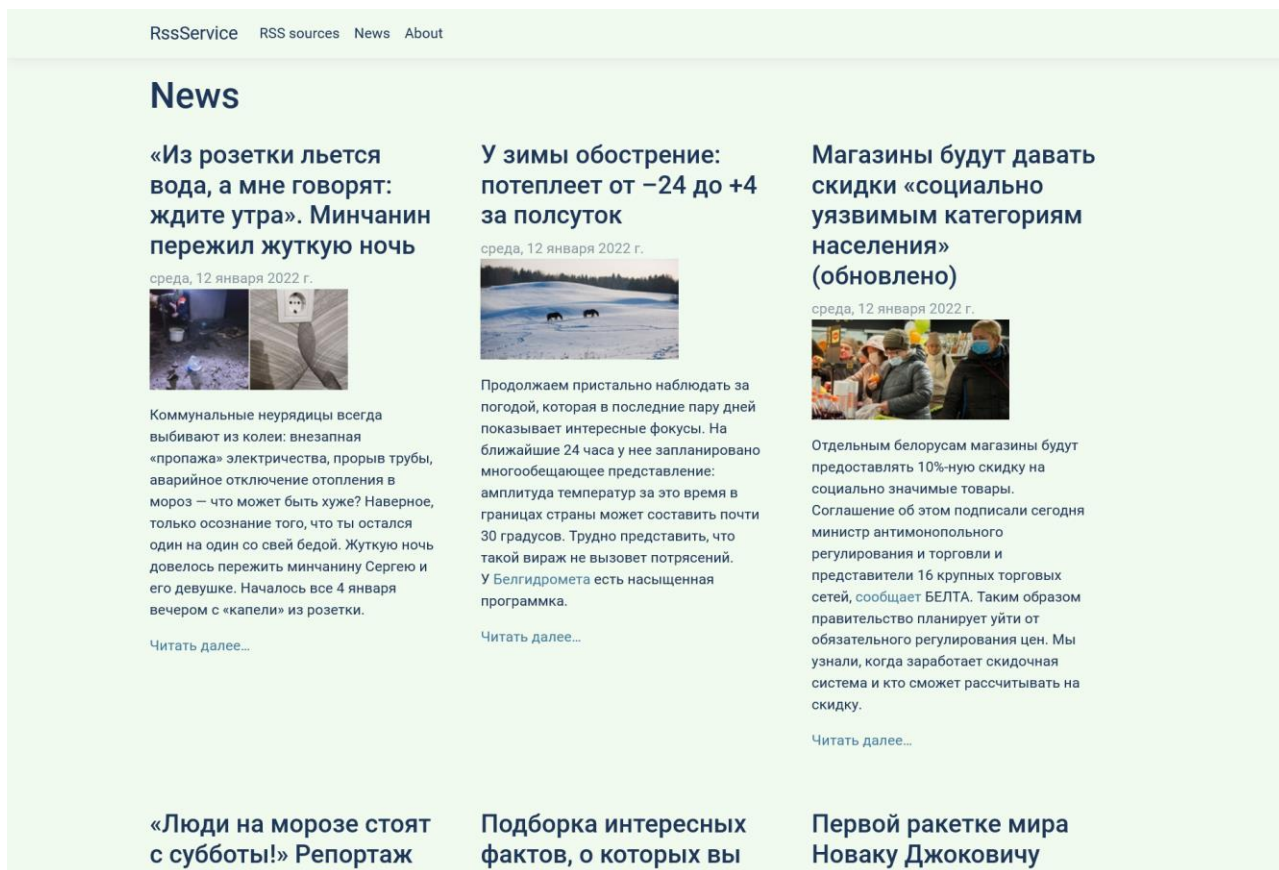 RssService RSS sources News About
News
«Из розетки льется
вода, а мне говорят:
ждите утра». Минчанин
пережил жуткую ночь
среда, 12 января 2022 г.
Коммунальные неурядицы всегда
выбивают из колеи: внезапная
«пропажа» электричества, прорыв трубы,
аварийное отключение отопления в
мороз — что может быть хуже? Наверное,
только осознание того, что ты остался
один на один со свей бедой. Жуткую ночь
довелось пережить минчанину Сергею и
его девушке. Началось все 4 января
вечером с «капели» из розетки.
Читать далее…
У зимы обострение:
потеплеет от −24 до +4
за полсуток
среда, 12 января 2022 г.
Продолжаем пристально наблюдать за
погодой, которая в последние пару дней
показывает интересные фокусы. На
ближайшие 24 часа у нее запланировано
многообещающее представление:
амплитуда температур за это время в
границах страны может составить почти
30 градусов. Трудно представить, что
такой вираж не вызовет потрясений.
У Белгидромета есть насыщенная
программка.
Читать далее…
Магазины будут давать
скидки «социально
уязвимым категориям
населения»
(обновлено)
среда, 12 января 2022 г.
Отдельным белорусам магазины будут
предоставлять 10%-ную скидку на
социально значимые товары.
Соглашение об этом подписали сегодня
министр антимонопольного
регулирования и торговли и
представители 16 крупных торговых
сетей, сообщает БЕЛТА. Таким образом
правительство планирует уйти от
обязательного регулирования цен. Мы
узнали, когда заработает скидочная
система и кто сможет рассчитывать на
скидку.
Читать далее…
«Люди на морозе стоят
с субботы!» Репортаж
Подборка интересных
фактов, о которых вы
Первой ракетке мира
Новаку Джоковичу